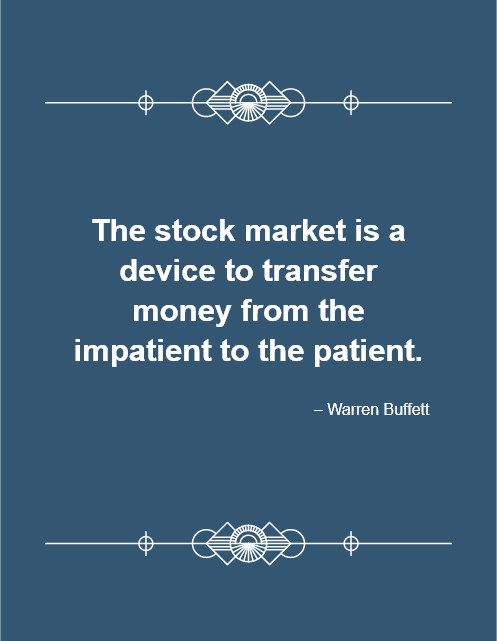 The stock market is a
device to transfer
money from the
impatient to the patient.
– Warren Buffett